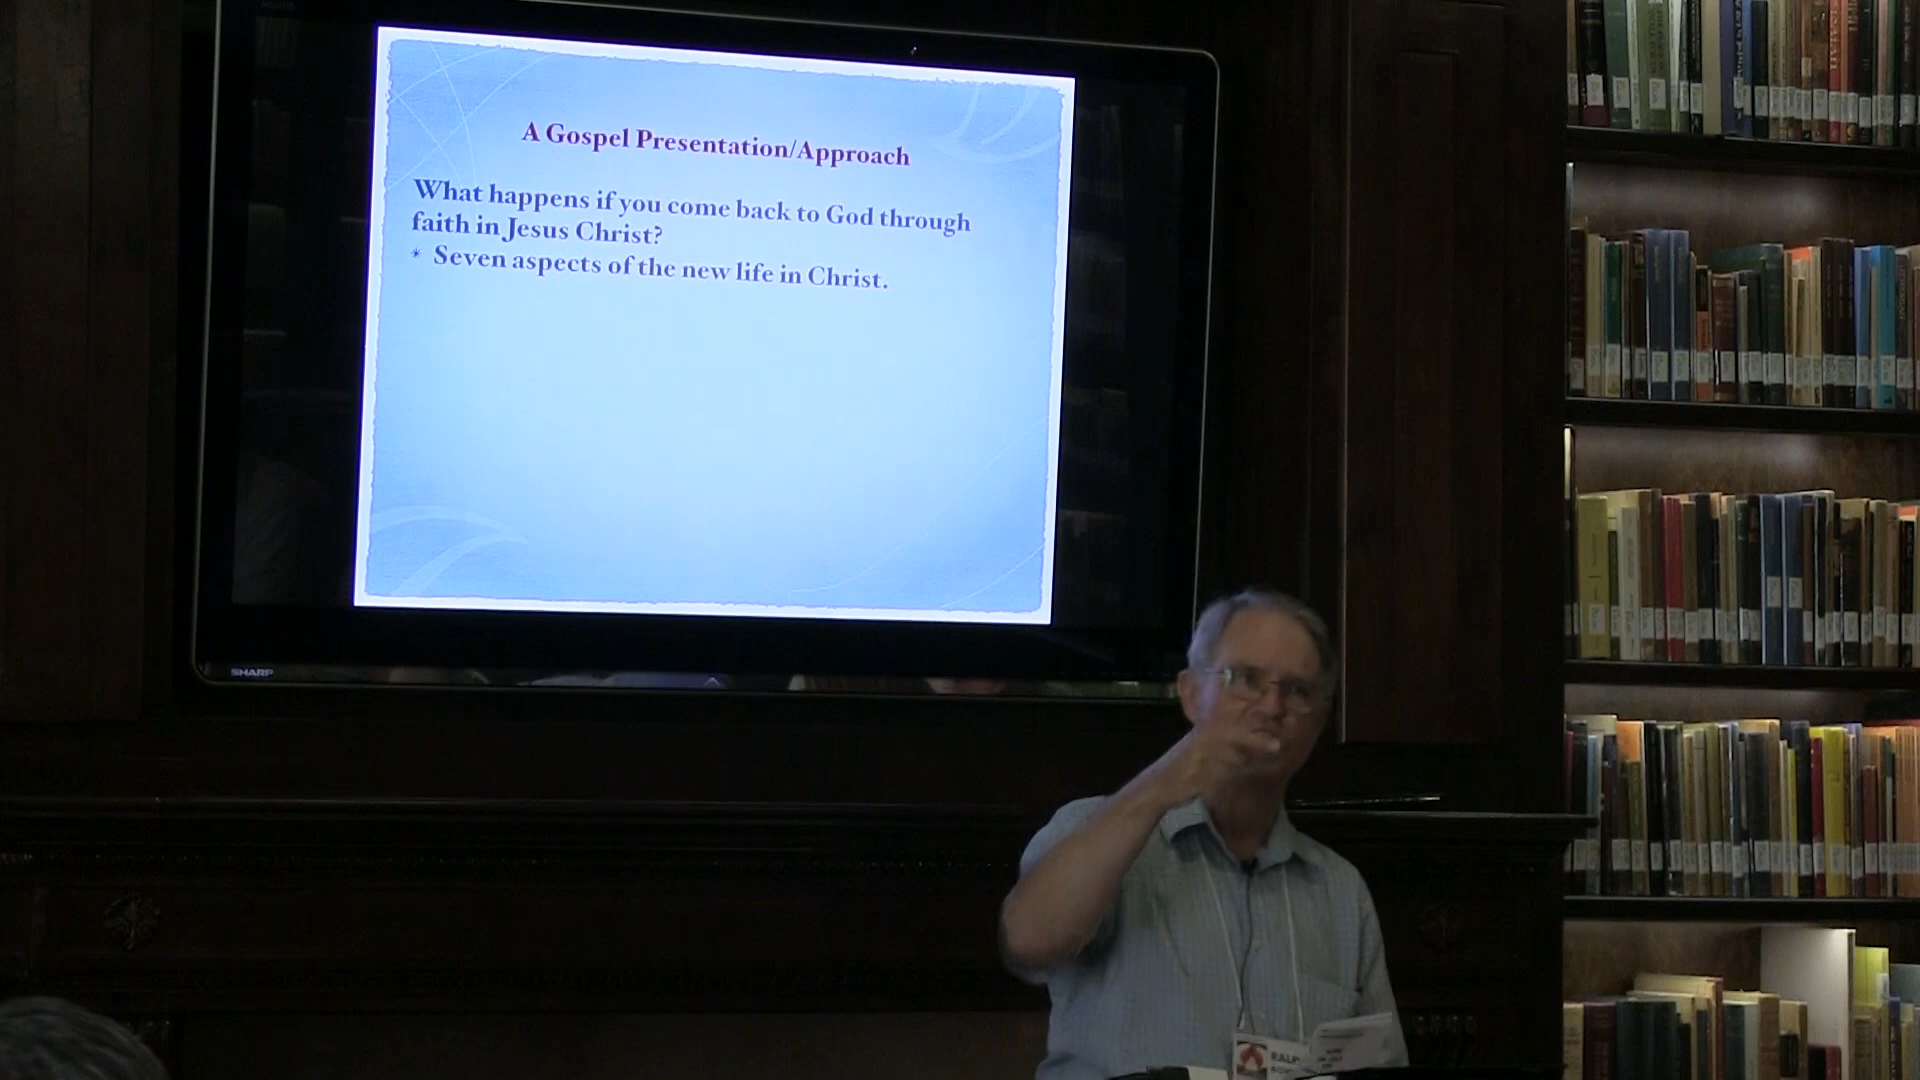 A Gospel Presentation/Approach
What happens if you come back to God through
faith in Jesus Christ?
* Seven aspects of the new life in Christ.
SHARP